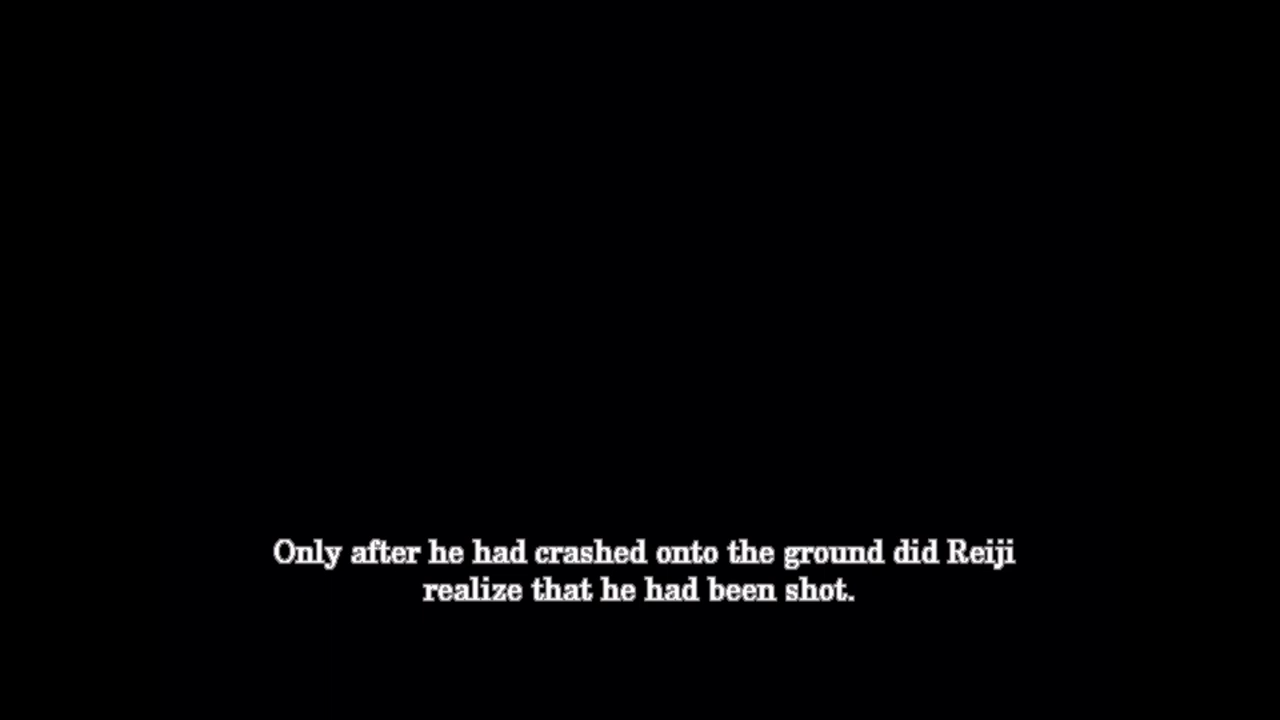 Only after he had crashed onto the ground did Reiji
realize that he had been shot.